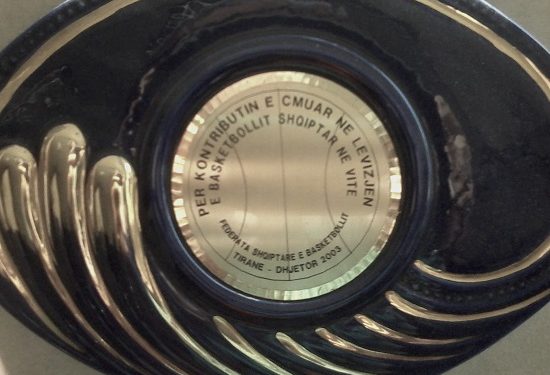 PER KONTRIBUTIN E CMUAR NE LEVIZJEN
E BASKETBOLLIT SHQIPTAR NE VITE
FEDERATA SHQIPTARE E BASKETBOLLIT
TIRANE - DHJETOR 2003